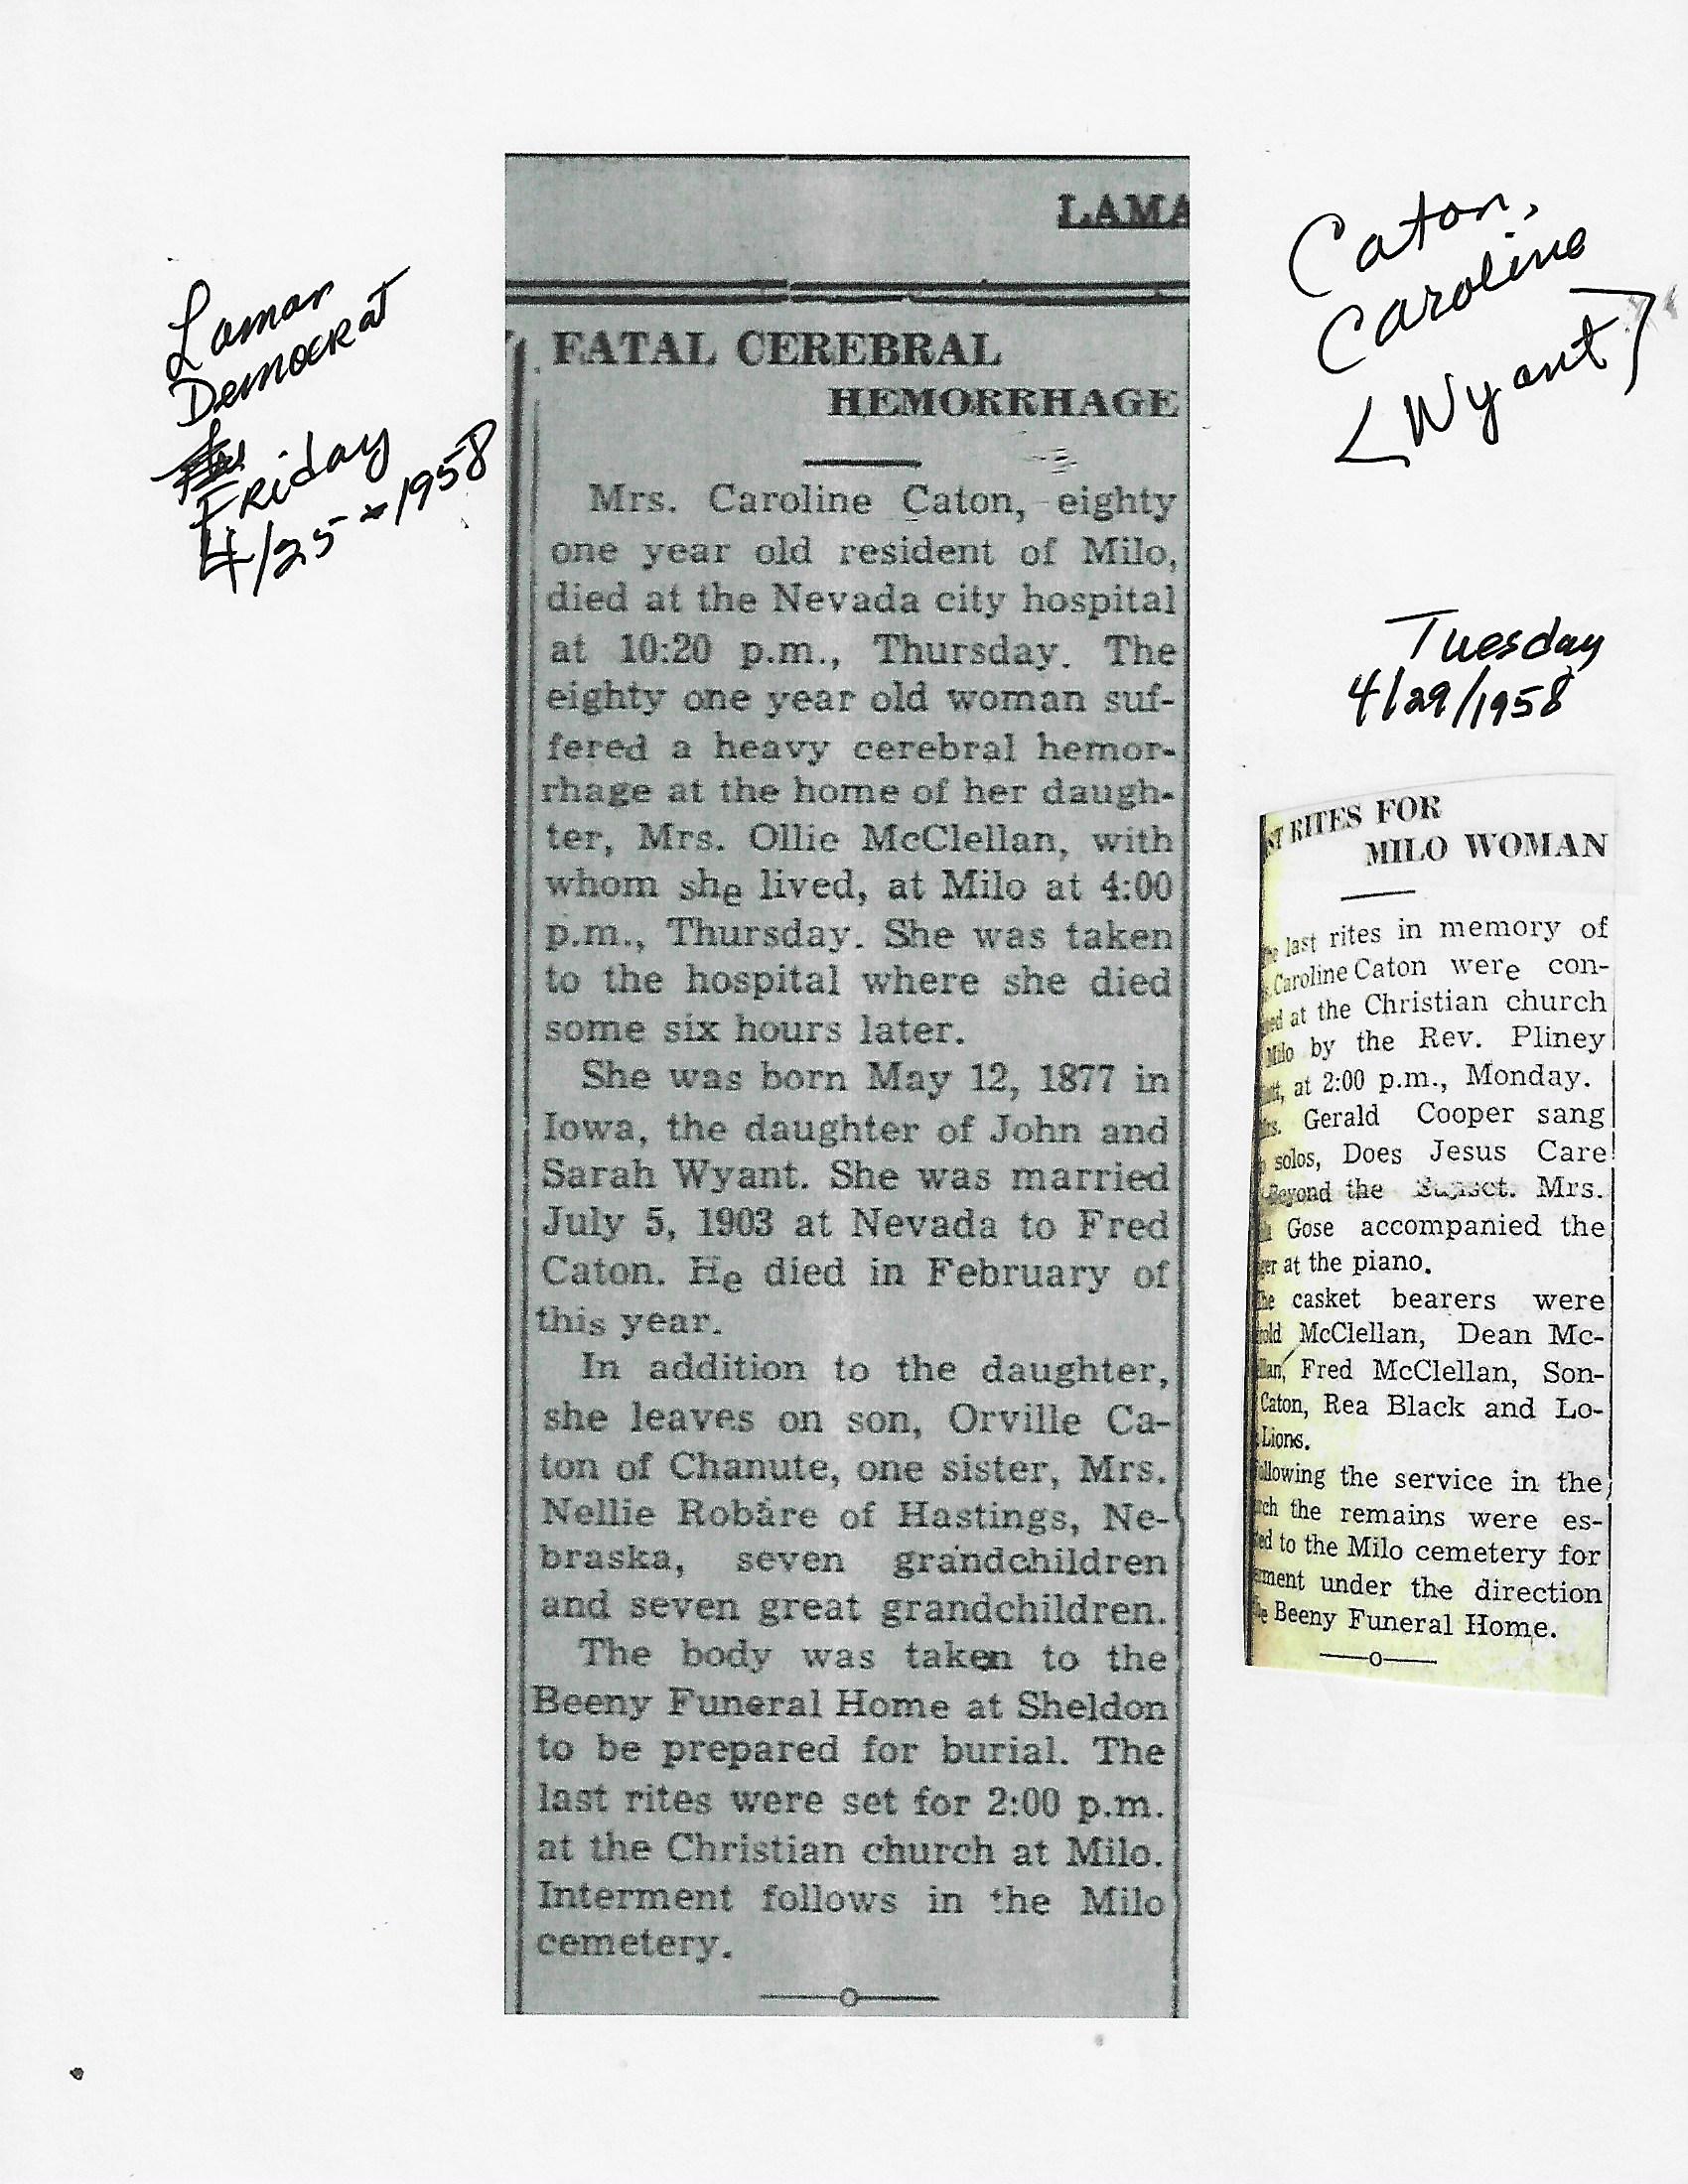 Lamar
Democrat
Friday
4/25-1958
LAMA
FATAL CEREBRAL
HEMORRHAGE
Mrs. Caroline Caton, eighty
one year old resident of Milo,
died at the Nevada city hospital
at 10:20 p.m., Thursday. The
eighty one year old woman suf-
fered a heavy cerebral hemor-
rhage at the home of her daugh-
ter, Mrs. Ollie McClellan, with
whom she lived, at Milo at 4:00
p.m., Thursday. She was taken
to the hospital where she died
some six hours later.
She was born May 12, 1877 in
Iowa, the daughter of John and
Sarah Wyant. She was married
July 5, 1903 at Nevada to Fred
Caton. He died in February of
this year.
In addition to the daughter,
she leaves on son, Orville Ca-
ton of Chanute, one sister, Mrs.
Nellie Robare of Hastings, Ne-
braska, seven grandchildren
and seven great grandchildren.
The body was taken to the
Beeny Funeral Home at Sheldon
to be prepared for burial. The
last rites were set for 2:00 p.m.
at the Christian church at Milo.
Interment follows in the Milo
cemetery.
Caton,
Caroline
<Wyant>
Tuesday
4/29/1958
ST RITES FOR
MILO WOMAN
last rites in memory of
Caroline Caton were con-
at the Christian church
Milo by the Rev. Pliney
at 2:00 p.m., Monday.
Gerald Cooper sang
solos, Does Jesus Care
Beyond the Sunset. Mrs.
Gose accompanied the
ger at the piano.
he casket bearers were
old McClellan, Dean Mc-
llan, Fred McClellan, Son-
Caton, Rea Black and Lo-
Lions.
ollowing the service in the
rch the remains were es-
ted to the Milo cemetery for
erment under the direction
Beeny Funeral Home.